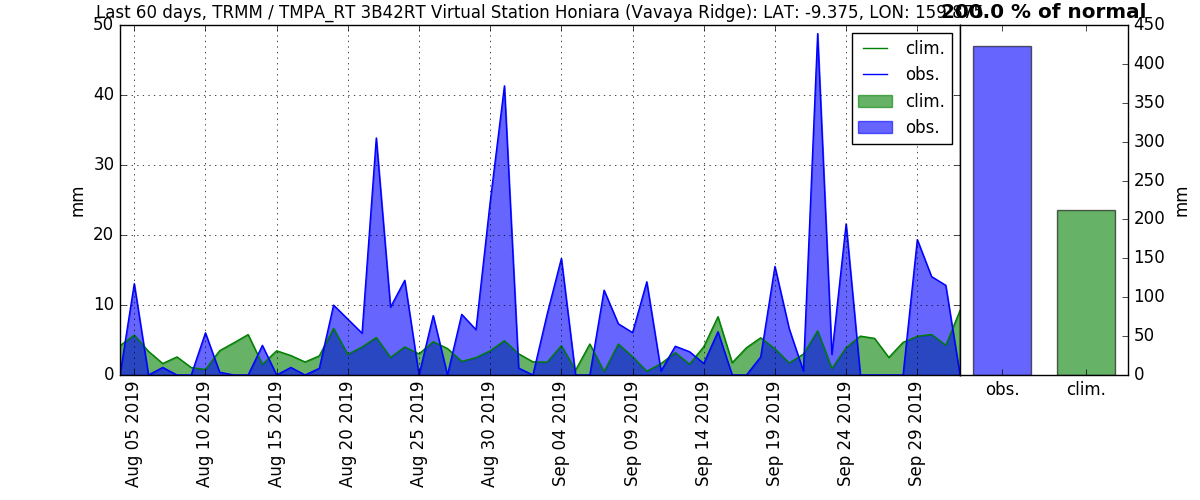 Last 60 days, TRMM / TMPA_RT 3B42RT Virtual Station Honiara (Vavaya Ridge): LAT: -9.375, LON:
200.0 % of normal
50
40
30
20
10
0
mm
clim.
obs.
clim.
obs.
Aug 05 2019
Aug 10 2019
Aug 15 2019
Aug 20 2019
Aug 25 2019
Aug 30 2019
Sep 04 2019
Sep 09 2019
Sep 14 2019
Sep 19 2019
Sep 24 2019
Sep 29 2019
450
400
350
300
250
200
150
100
50
0
mm
obs.
clim.